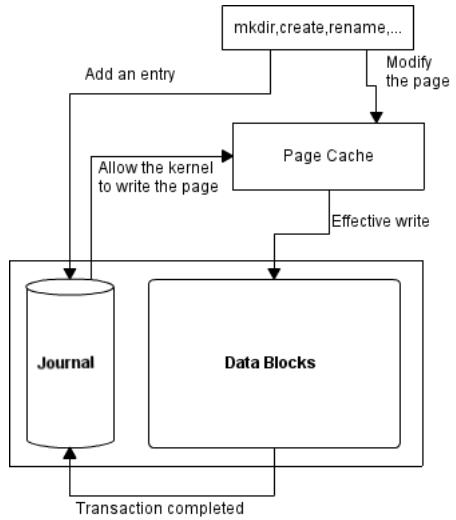 mkdir,create,rename,...
Add an entry
Modify
the page
Page Cache
Allow the kernel
to write the page
Effective write
Journal
Data Blocks
Transaction completed